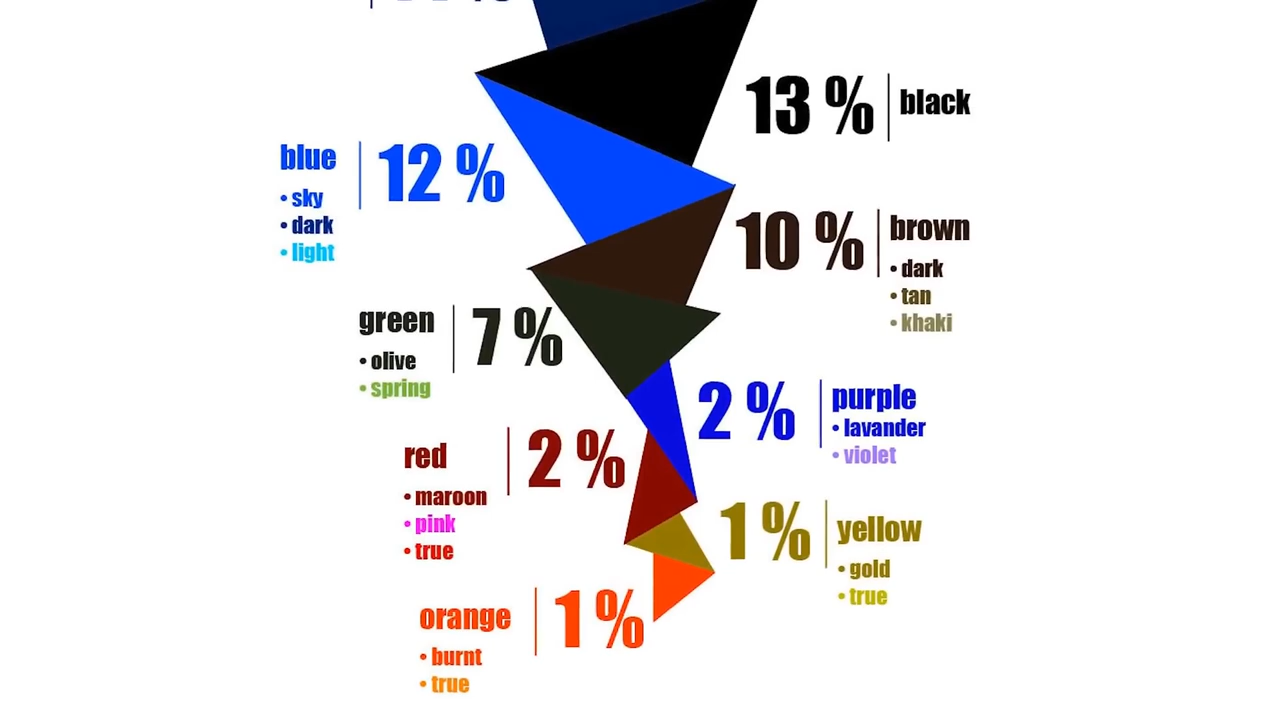 13 % black
blue 12 %
• sky
• dark
• light
10 % brown
• dark
• tan
• khaki
green 7 %
• olive
• spring
2 % purple
• lavander
• violet
red 2 %
• maroon
• pink
• true
1 % yellow
• gold
• true
orange 1 %
• burnt
• true